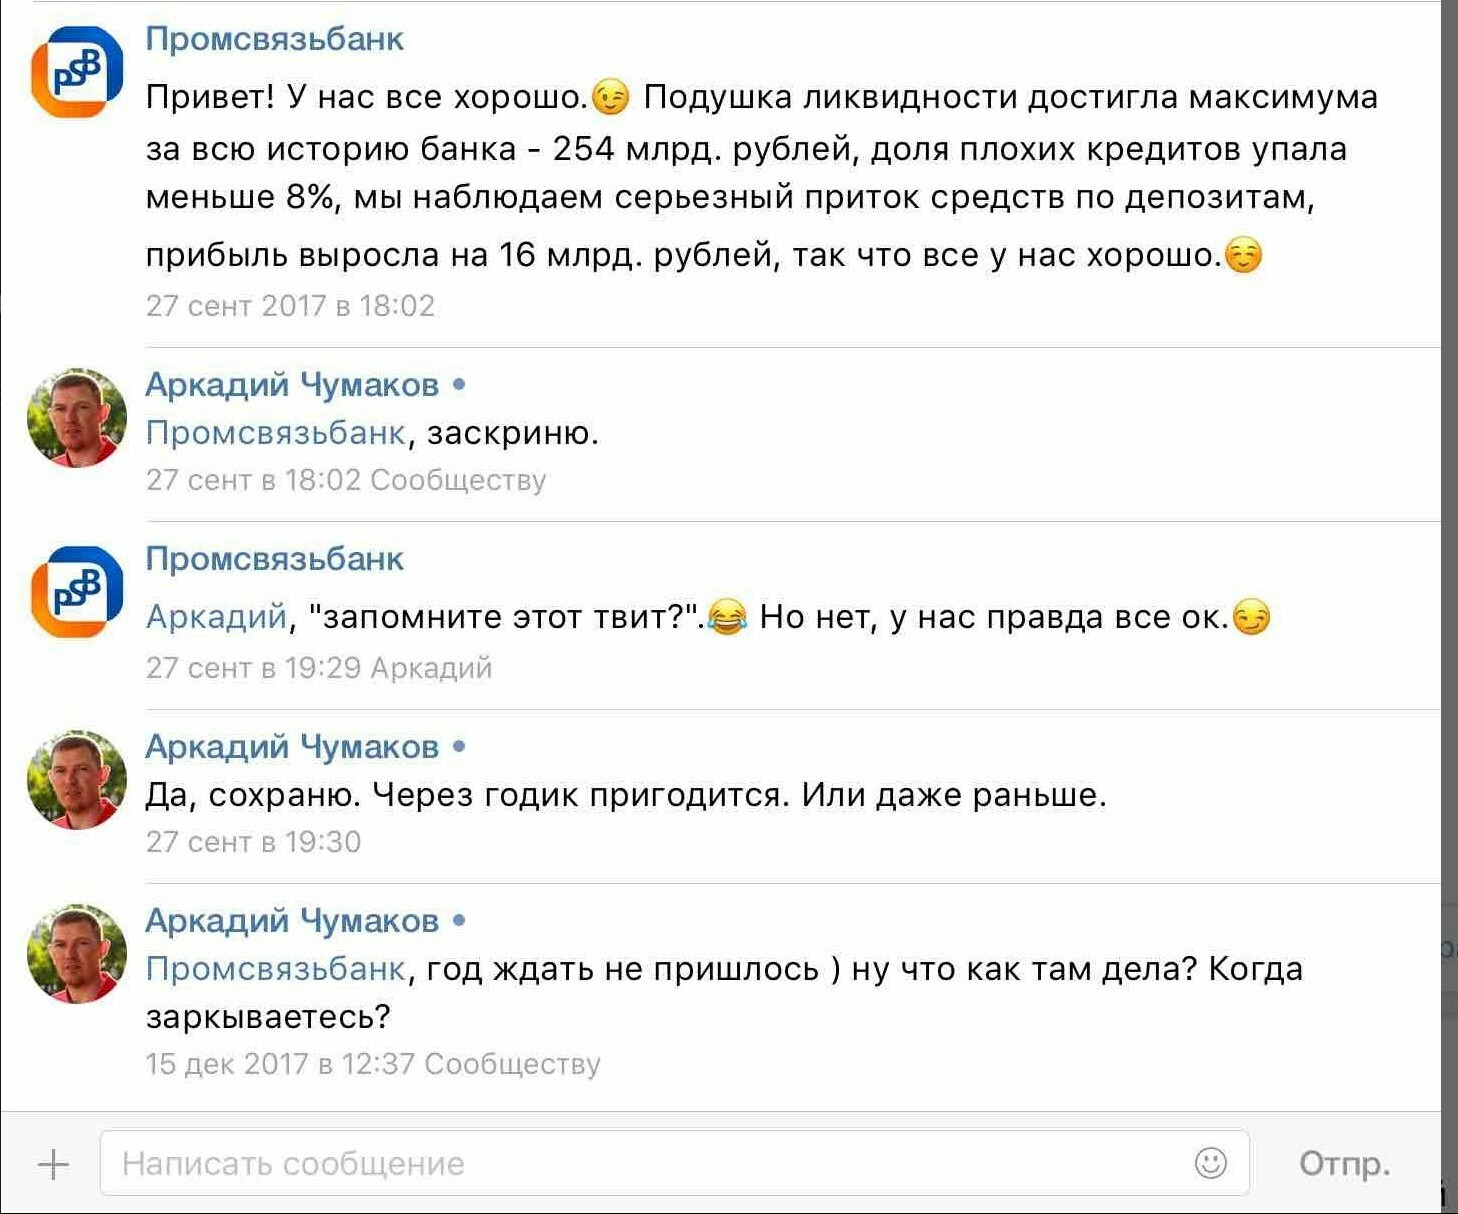 Промсвязьбанк
Привет! У нас все хорошо.😉 Подушка ликвидности достигла максимума
за всю историю банка - 254 млрд. рублей, доля плохих кредитов упала
меньше 8%, мы наблюдаем серьезный приток средств по депозитам,
прибыль выросла на 16 млрд. рублей, так что все у нас хорошо.☺️
27 сент 2017 в 18:02
Аркадий Чумаков •
Промсвязьбанк, заскриню.
27 сент в 18:02 Сообществу
Промсвязьбанк
Аркадий, "запомните этот твит?".😂 Но нет, у нас правда все ок.😏
27 сент в 19:29 Аркадий
Аркадий Чумаков •
Да, сохраню. Через годик пригодится. Или даже раньше.
27 сент в 19:30
Аркадий Чумаков •
Промсвязьбанк, год ждать не пришлось ) ну что как там дела? Когда
заркываетесь?
15 дек 2017 в 12:37 Сообществу
Написать сообщение
Отпр.